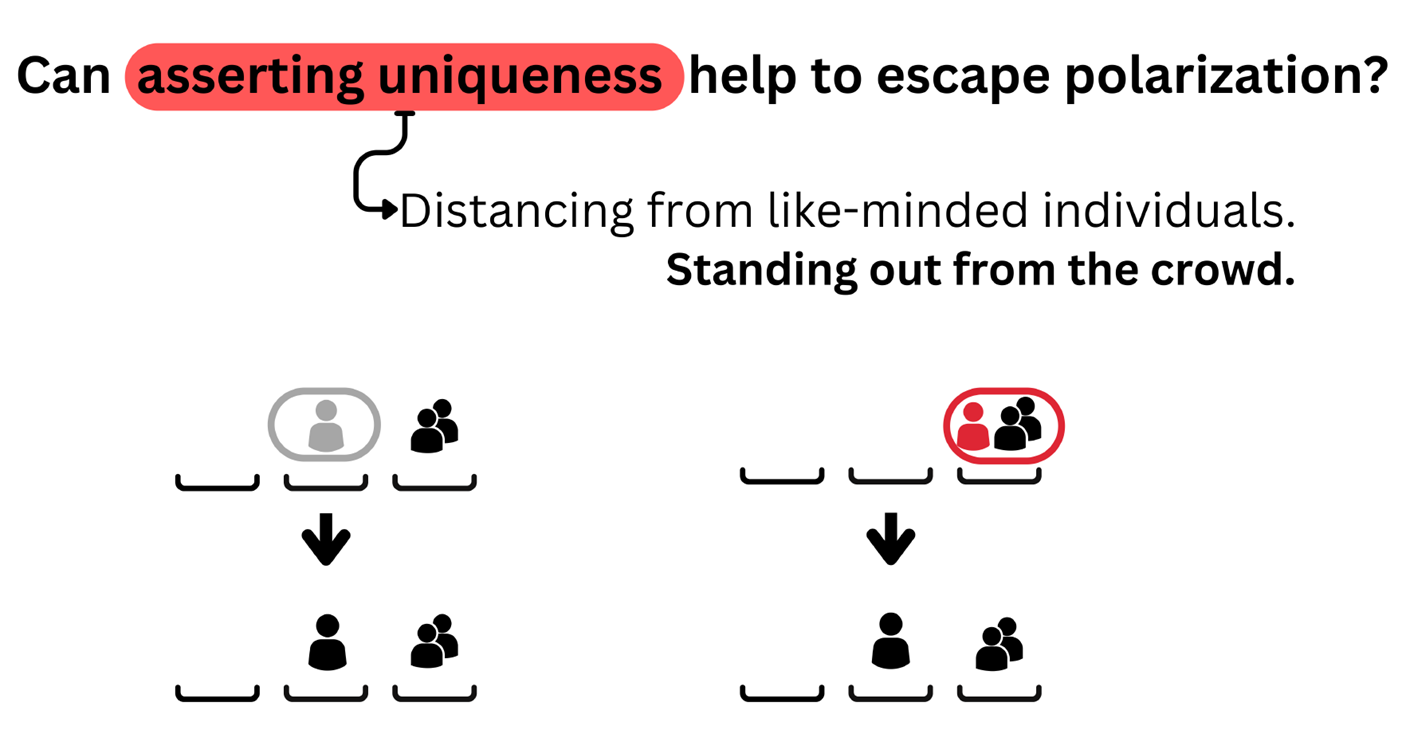 Can asserting uniqueness help to escape polarization?
Distancing from like-minded individuals.
Standing out from the crowd.